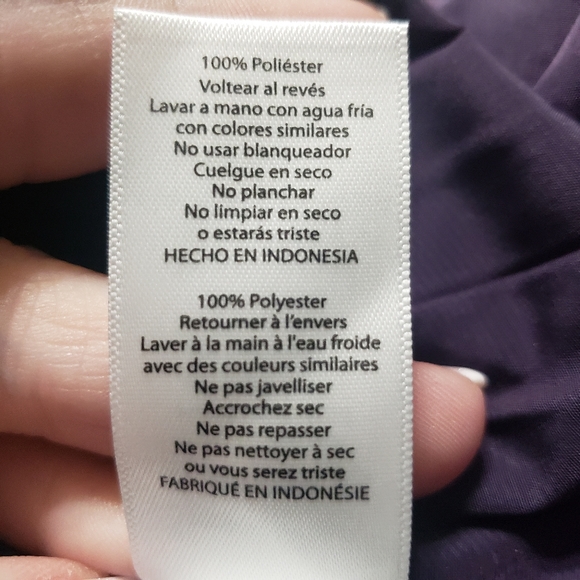 100% Poliéster
Voltear al revés
Lavar a mano con agua fría
con colores similares
No usar blanqueador
Cuelgue en seco
No planchar
No limpiar en seco
o estarás triste
HECHO EN INDONESIA
100% Polyester
Retourner à l'envers
Laver à la main à l'eau froide
avec des couleurs similaires
Ne pas javelliser
Accrochez sec
Ne pas repasser
Ne pas nettoyer à sec
ou vous serez triste
FABRIQUÉ EN INDONÉSIE